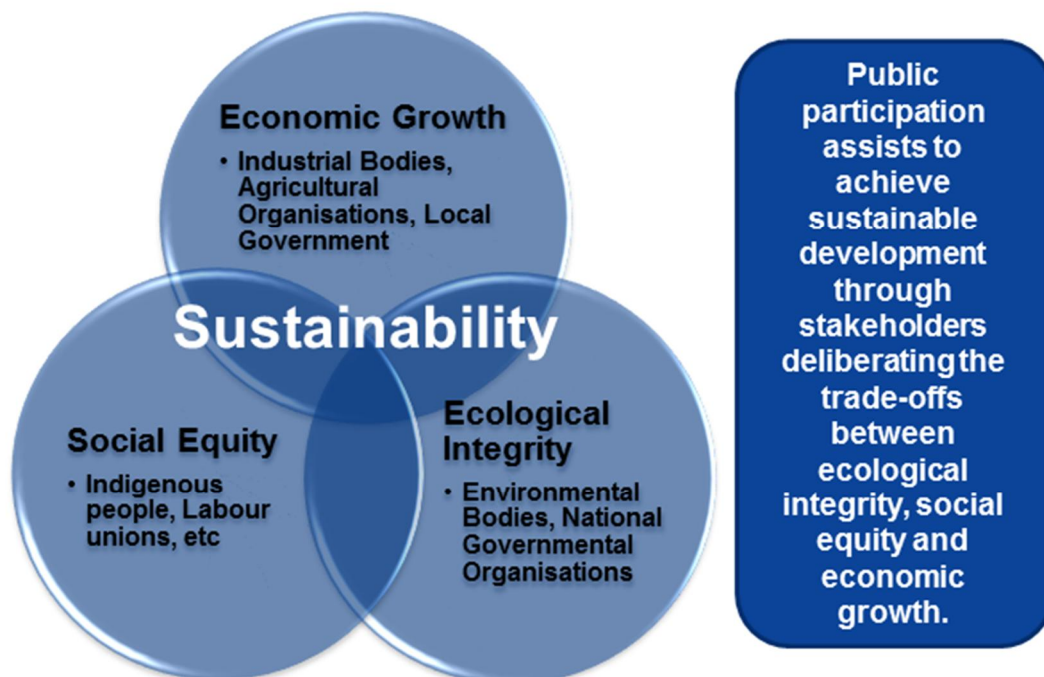 Economic Growth
• Industrial Bodies,
Agricultural
Organisations, Local
Government
Sustainability
Social Equity
• Indigenous
people, Labour
unions, etc
Ecological
Integrity
• Environmental
Bodies, National
Governmental
Organisations
Public
participation
assists to
achieve
sustainable
development
through
stakeholders
deliberating the
trade-offs
between
ecological
integrity, social
equity and
economic
growth.